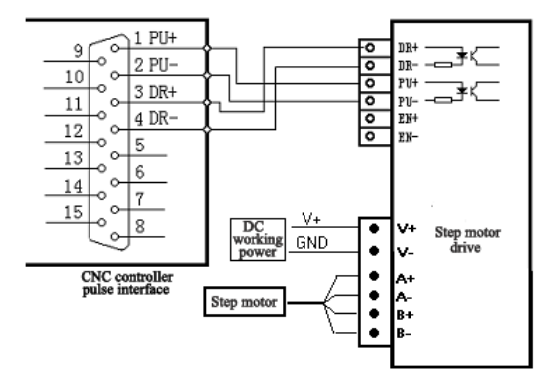 1 PU+
9
2 PU-
10
3 DR+
11
4 DR-
12
5
13
6
14
7
15
8
CNC controller
pulse interface
DR+
DR-
PU+
PU-
EN+
EN-
DC
working
power
V+
GND
Step motor
V+
V-
A+
A-
B+
B-
Step motor
drive